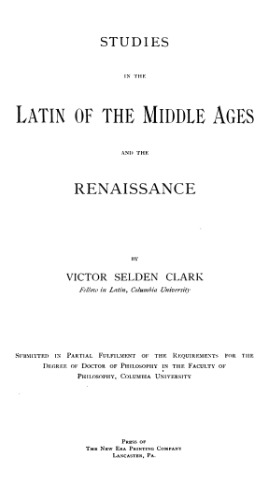 STUDIES
IN THE
LATIN OF THE MIDDLE AGES
AND THE
RENAISSANCE
BY
VICTOR SELDEN CLARK
Fellow in Latin, Columbia University
SUBMITTED IN PARTIAL FULFILMENT OF THE REQUIREMENTS FOR THE
DEGREE OF DOCTOR OF PHILOSOPHY IN THE FACULTY OF
PHILOSOPHY, COLUMBIA UNIVERSITY
PRESS OF
THE NEW ERA PRINTING COMPANY
LANCASTER, PA.